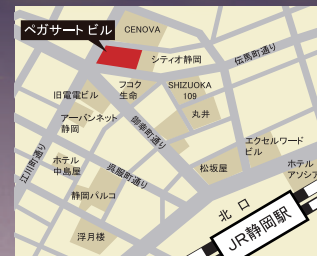 ペガサート ビル
CENOVA
シティオ静岡
伝馬町通り
旧電電ビル
フコク
生命
SHIZUOKA
109
アーバンネット
静岡
御幸町通り
丸井
江川町通り
ホテル
中島屋
呉服町通り
松坂屋
エクセルワード
ビル
ホテル
アソシア
静岡パルコ
浮月楼
北 口
JR静岡駅